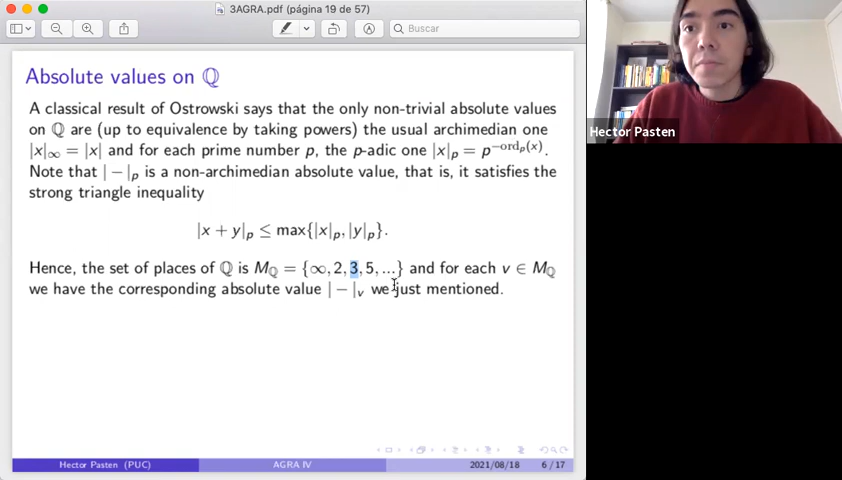 3AGRA.pdf (página 19 de 57)
Buscar
Absolute values on ℚ
A classical result of Ostrowski says that the only non-trivial absolute values
on ℚ are (up to equivalence by taking powers) the usual archimedian one
|x|∞ = |x| and for each prime number p, the p-adic one |x|ₚ = p^{−ordₚ(x)}.
Note that | − |ₚ is a non-archimedian absolute value, that is, it satisfies the
strong triangle inequality
|x + y|ₚ ≤ max{|x|ₚ, |y|ₚ}.
Hence, the set of places of ℚ is M_ℚ = {∞, 2, 3, 5, ...} and for each v ∈ M_ℚ
we have the corresponding absolute value | − |ᵥ we just mentioned.
Hector Pasten (PUC) AGRA IV 2021/08/18 6 / 17
Hector Pasten